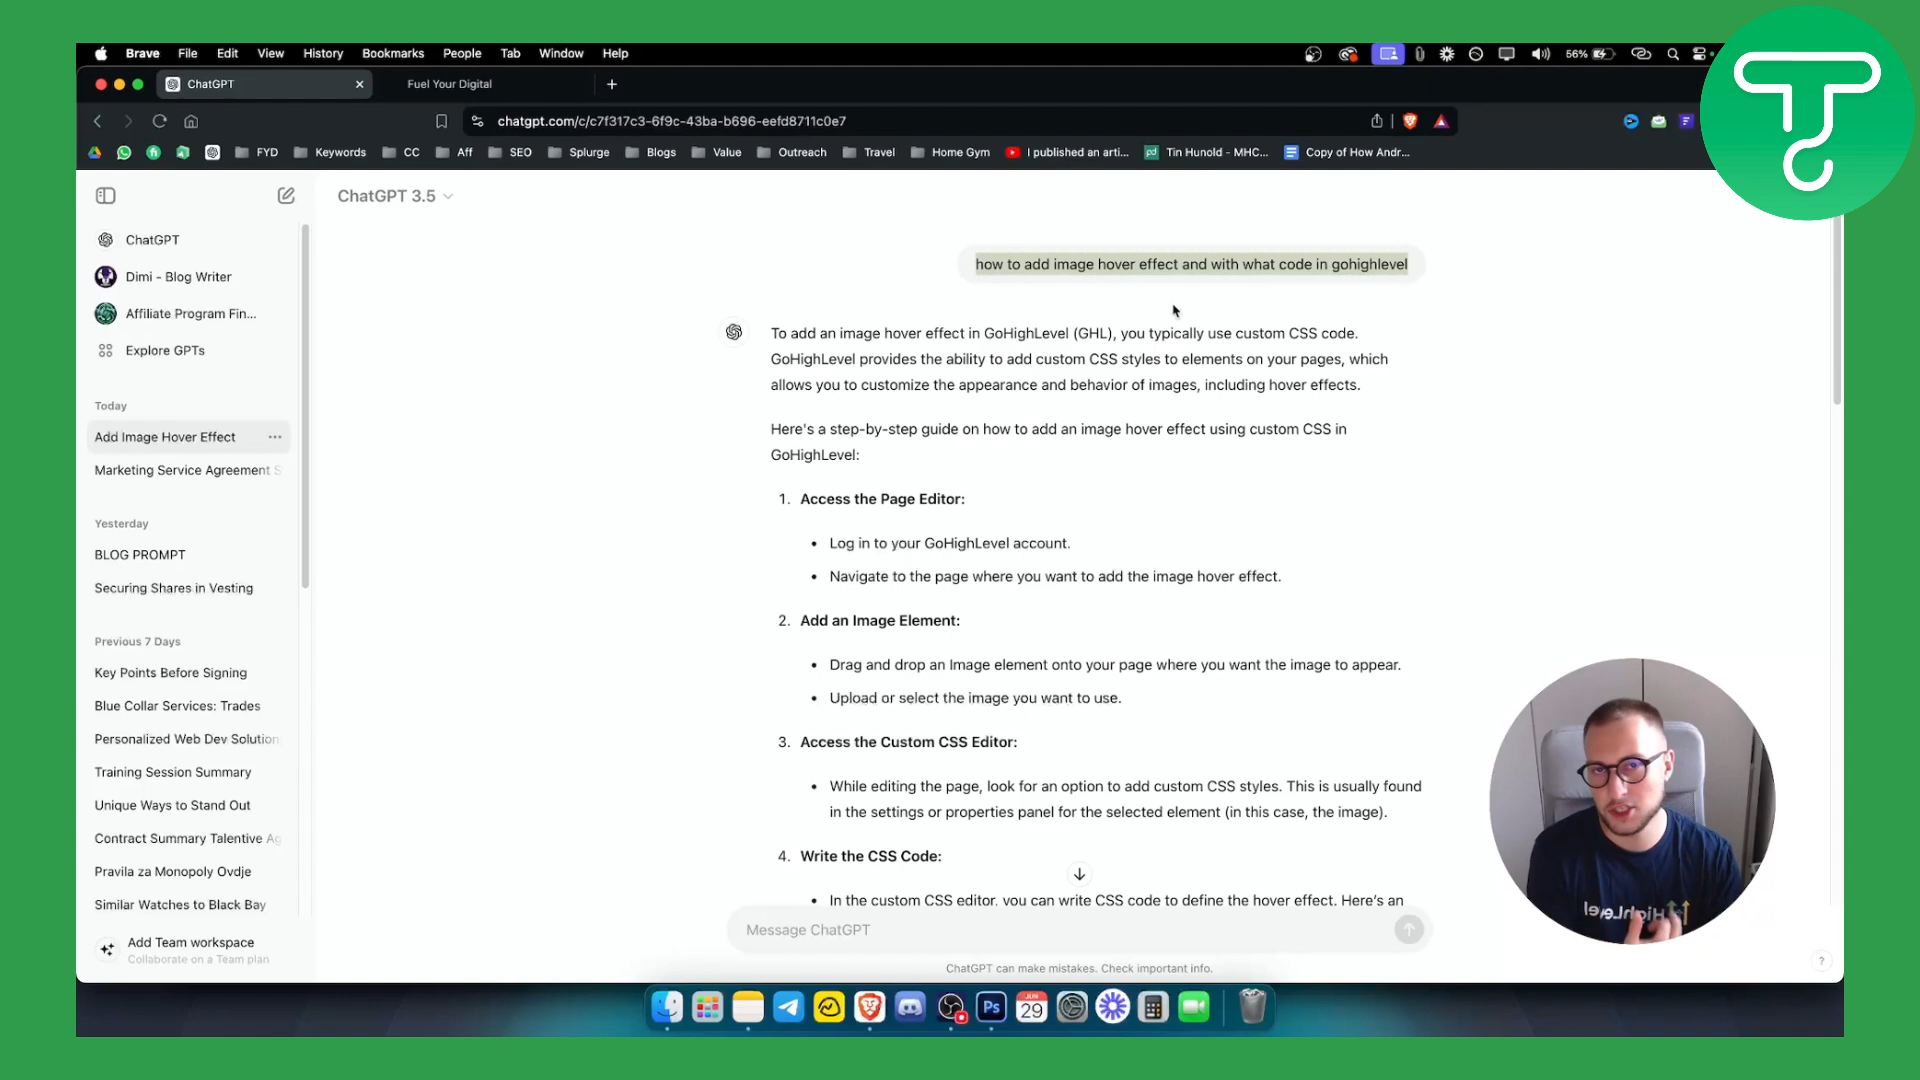 Brave File Edit View History Bookmarks People Tab Window Help 56%
ChatGPT Fuel Your Digital
chatgpt.com/c/c7f317c3-6f9c-43ba-b696-eefd8711c0e7
FYD Keywords CC Aff SEO Splurge Blogs Value Outreach Travel Home Gym I published an arti... pd Tin Hunold - MHC... Copy of How Andr...
ChatGPT 3.5
ChatGPT
Dimi - Blog Writer
Affiliate Program Fin...
Explore GPTs
Today
Add Image Hover Effect
Marketing Service Agreement S
Yesterday
BLOG PROMPT
Securing Shares in Vesting
Previous 7 Days
Key Points Before Signing
Blue Collar Services: Trades
Personalized Web Dev Solution
Training Session Summary
Unique Ways to Stand Out
Contract Summary Talentive Ag
Pravila za Monopoly Ovdje
Similar Watches to Black Bay
Add Team workspace
Collaborate on a Team plan
how to add image hover effect and with what code in gohighlevel
To add an image hover effect in GoHighLevel (GHL), you typically use custom CSS code.
GoHighLevel provides the ability to add custom CSS styles to elements on your pages, which
allows you to customize the appearance and behavior of images, including hover effects.
Here's a step-by-step guide on how to add an image hover effect using custom CSS in
GoHighLevel:
1. Access the Page Editor:
• Log in to your GoHighLevel account.
• Navigate to the page where you want to add the image hover effect.
2. Add an Image Element:
• Drag and drop an Image element onto your page where you want the image to appear.
• Upload or select the image you want to use.
3. Access the Custom CSS Editor:
• While editing the page, look for an option to add custom CSS styles. This is usually found
in the settings or properties panel for the selected element (in this case, the image).
4. Write the CSS Code:
• In the custom CSS editor, you can write CSS code to define the hover effect. Here's an
Message ChatGPT
ChatGPT can make mistakes. Check important info.
?
HighLevel
Ps
JUN
29